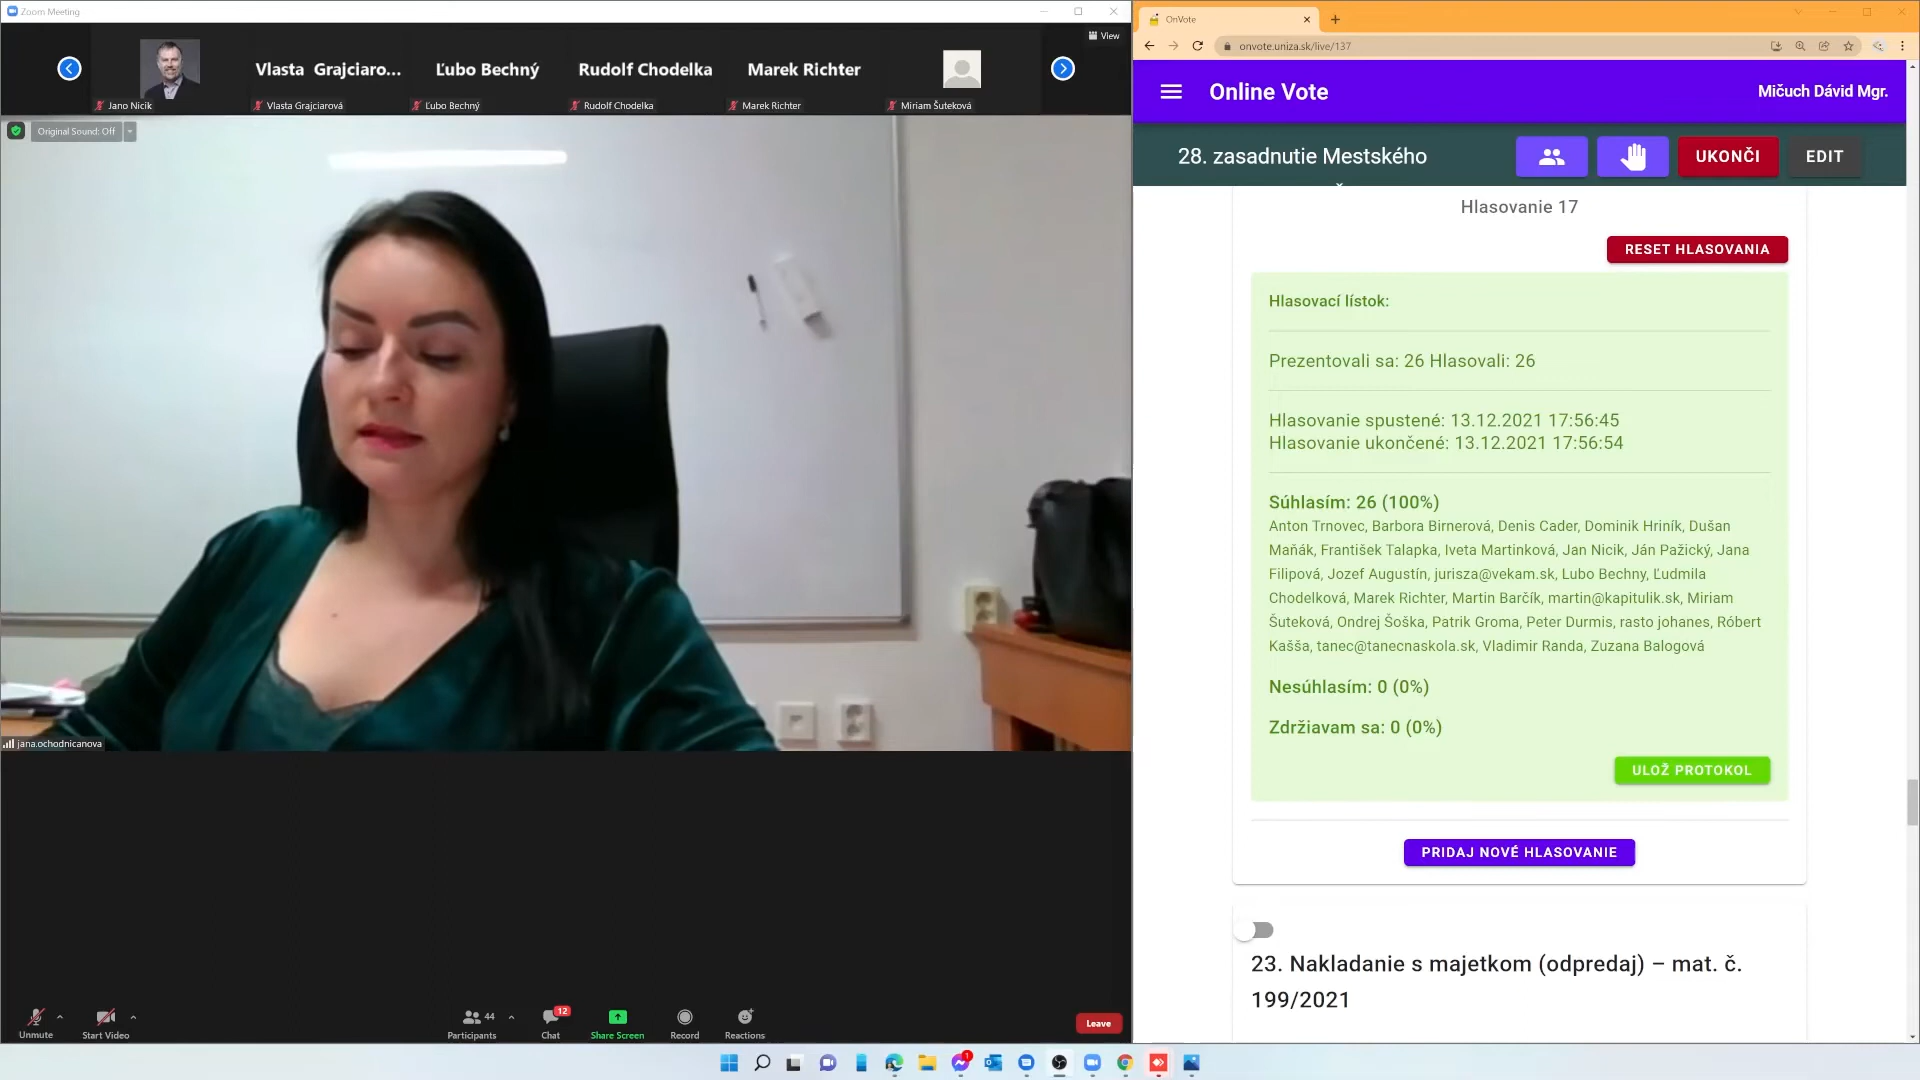 Zoom Meeting
View
Vlasta Grajciaro...
Ľubo Bechný
Rudolf Chodelka
Marek Richter
Jano Nicik
Vlasta Grajciarová
Ľubo Bechný
Rudolf Chodelka
Marek Richter
Miriam Šuteková
Original Sound: Off
jana.ochodnicanova
Unmute
Start Video
44
Participants
12
Chat
Share Screen
Record
Reactions
Leave
OnVote
onvote.uniza.sk/live/137
Online Vote
Mičuch Dávid Mgr.
28. zasadnutie Mestského
UKONČI
EDIT
Hlasovanie 17
RESET HLASOVANIA
Hlasovací lístok:
Prezentovali sa: 26 Hlasovali: 26
Hlasovanie spustené: 13.12.2021 17:56:45
Hlasovanie ukončené: 13.12.2021 17:56:54
Súhlasím: 26 (100%)
Anton Trnovec, Barbora Birnerová, Denis Cader, Dominik Hriník, Dušan
Maňák, František Talapka, Iveta Martinková, Jan Nicik, Ján Pažický, Jana
Filipová, Jozef Augustín, jurisza@vekam.sk, Lubo Bechny, Ľudmila
Chodelková, Marek Richter, Martin Barčík, martin@kapitulik.sk, Miriam
Šuteková, Ondrej Šoška, Patrik Groma, Peter Durmis, rasto johanes, Róbert
Kašša, tanec@tanecnaskola.sk, Vladimir Randa, Zuzana Balogová
Nesúhlasím: 0 (0%)
Zdržiavam sa: 0 (0%)
ULOŽ PROTOKOL
PRIDAJ NOVÉ HLASOVANIE
23. Nakladanie s majetkom (odpredaj) – mat. č.
199/2021